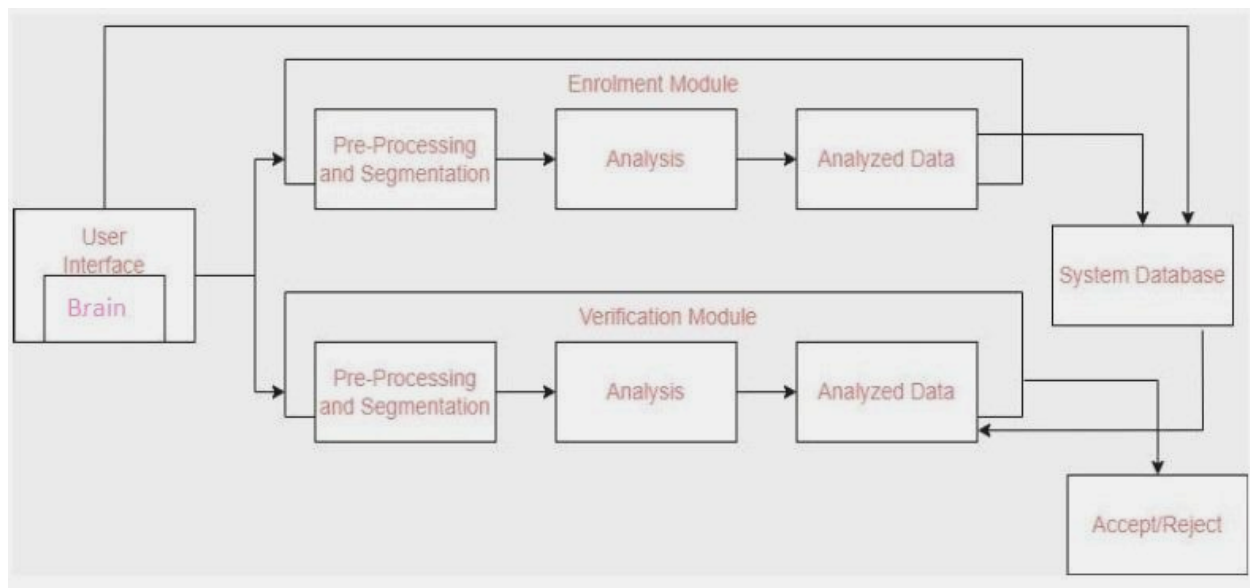 Enrolment Module
Pre-Processing
and Segmentation
Analysis
Analyzed Data
User
Interface
Brain
System Database
Verification Module
Pre-Processing
and Segmentation
Analysis
Analyzed Data
Accept/Reject